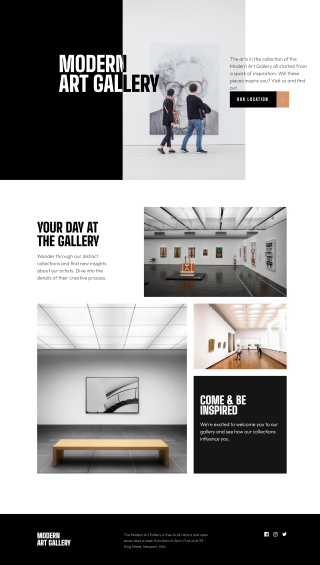 MODERN
ART GALLERY
The arts in the collection of the
Modern Art Gallery all started from
a spark of inspiration. Will these
pieces inspire you? Visit us and find
out.
OUR LOCATION
YOUR DAY AT
THE GALLERY
Wander through our distinct
collections and find new insights
about our artists. Dive into the
details of their creative process.
COME & BE
INSPIRED
We're excited to welcome you to our
gallery and see how our collections
influence you.
MODERN
ART GALLERY
The Modern Art Gallery is free to all visitors and open
seven days a week from 8am to 9pm. Find us at 99
King Street, Newport, USA.